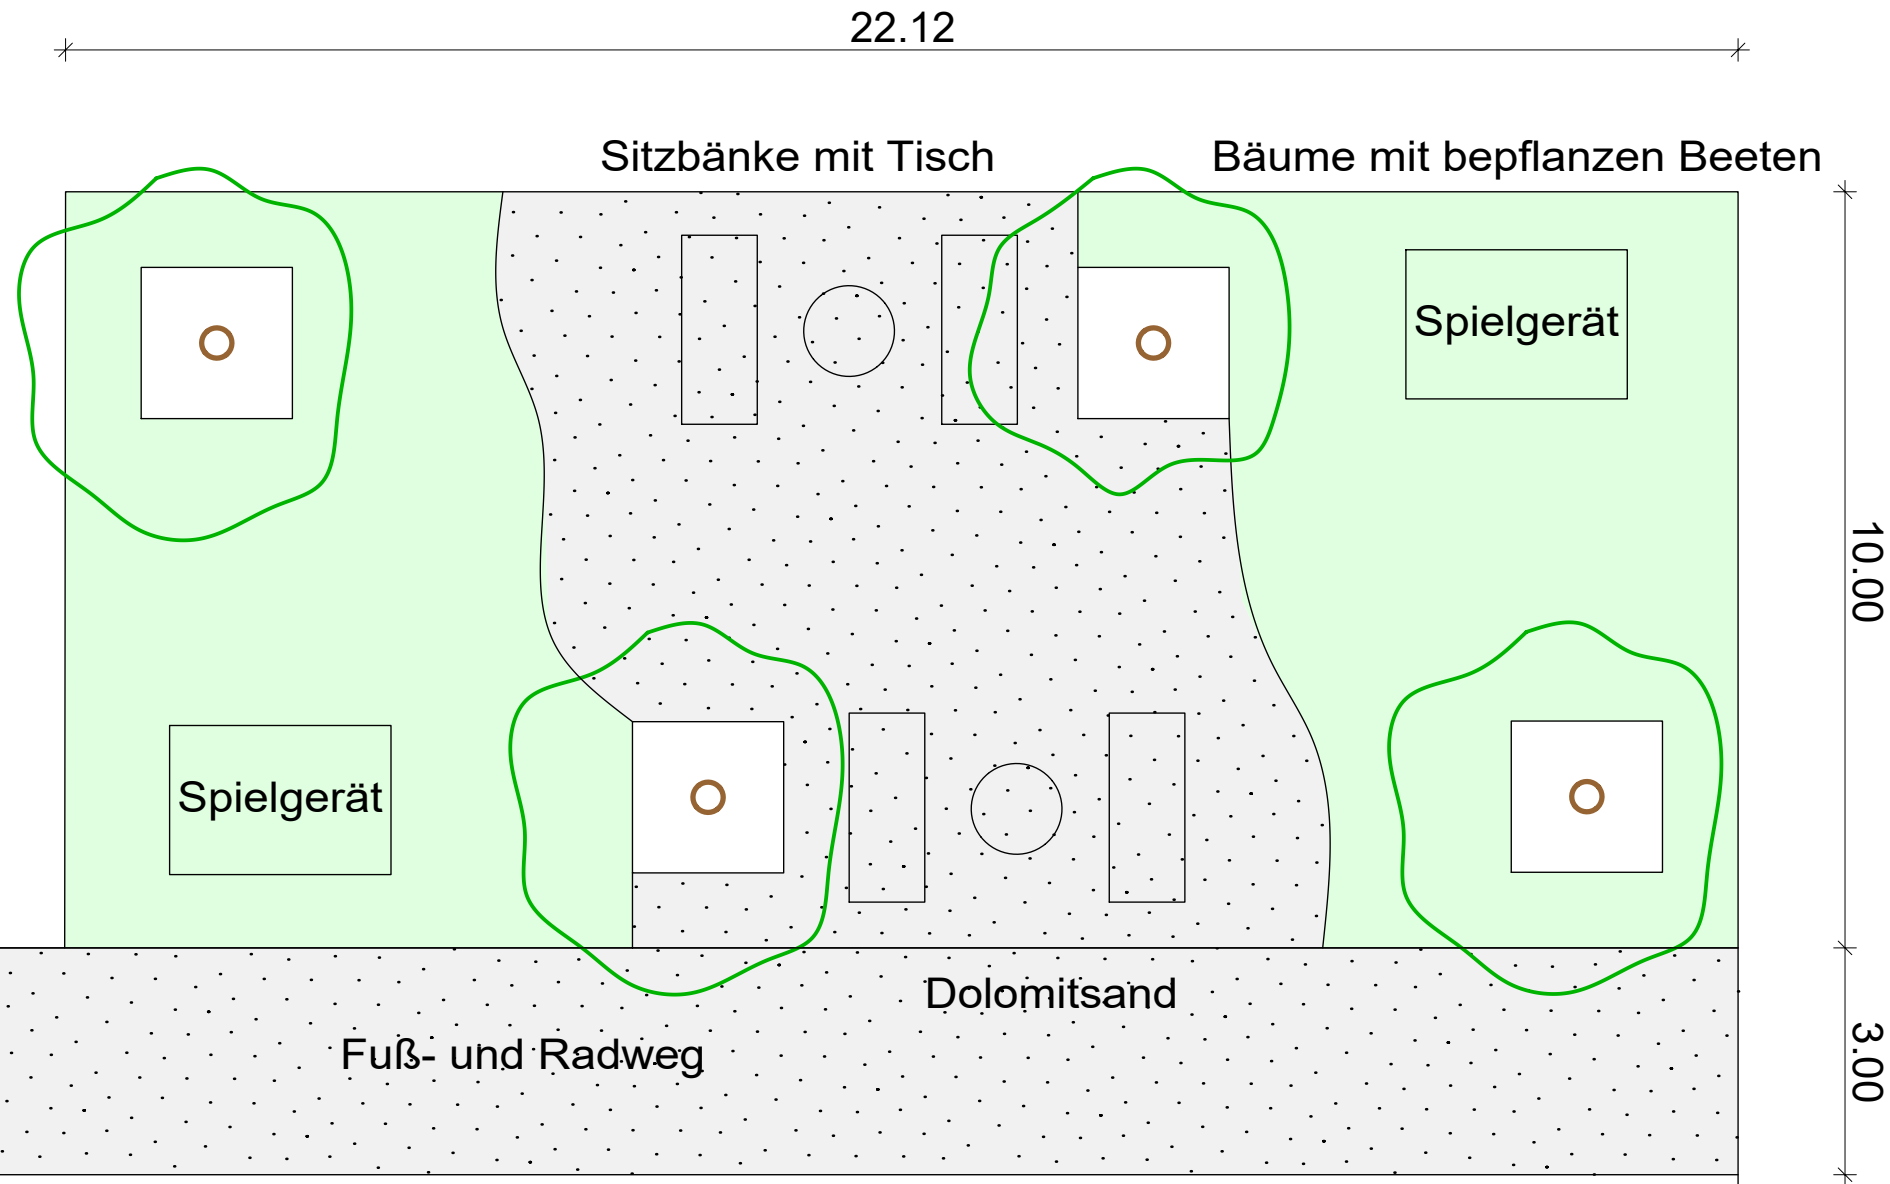 22.12
Sitzbänke mit Tisch
Bäume mit bepflanzen Beeten
Spielgerät
10.00
Spielgerät
Dolomitsand
Fuß- und Radweg
3.00